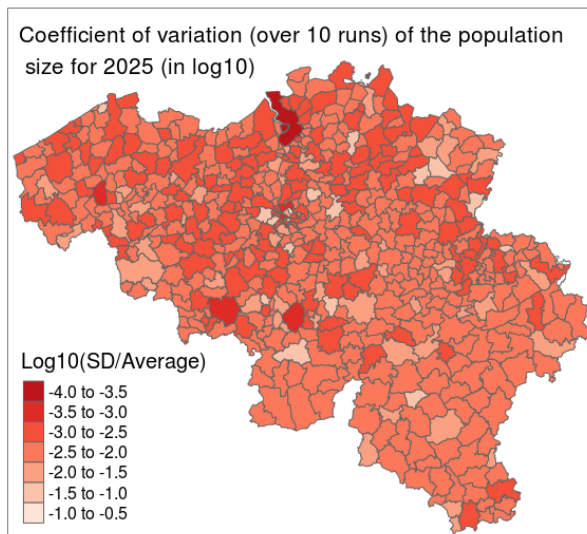 Coefficient of variation (over 10 runs) of the population
size for 2025 (in log10)
Log10(SD/Average)
-4.0 to -3.5
-3.5 to -3.0
-3.0 to -2.5
-2.5 to -2.0
-2.0 to -1.5
-1.5 to -1.0
-1.0 to -0.5